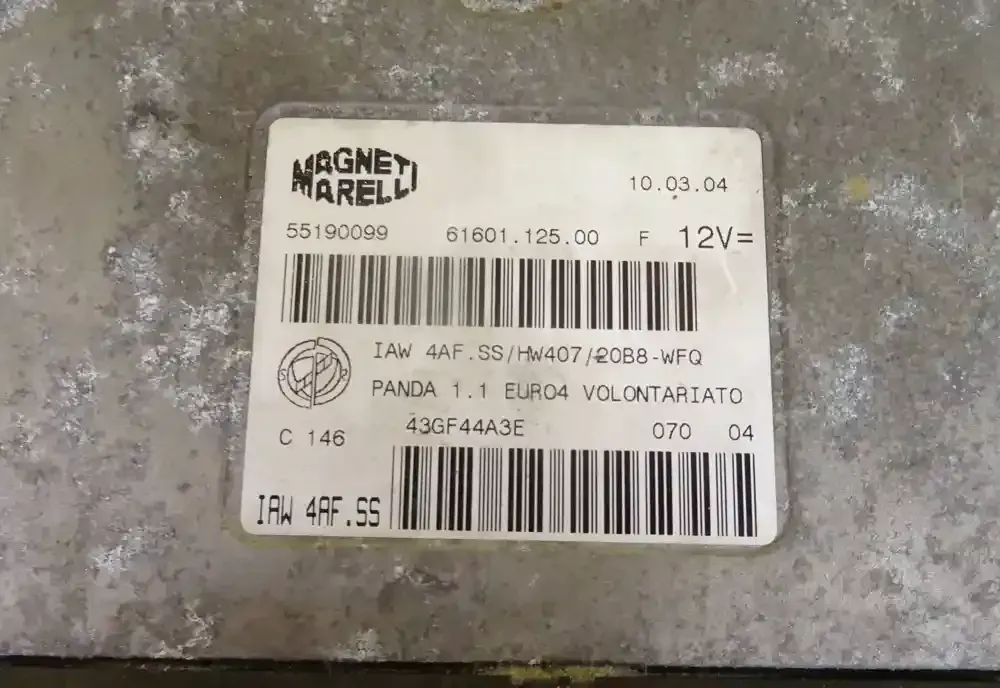 MAGNETI
MARELLI
10.03.04
55190099 61601.125.00 F 12V=
IAW 4AF.SS/HW407/20B8-WFQ
PANDA 1.1 EURO4 VOLONTARIATO
43GF44A3E 070 04
C 146
IAW 4AF.SS